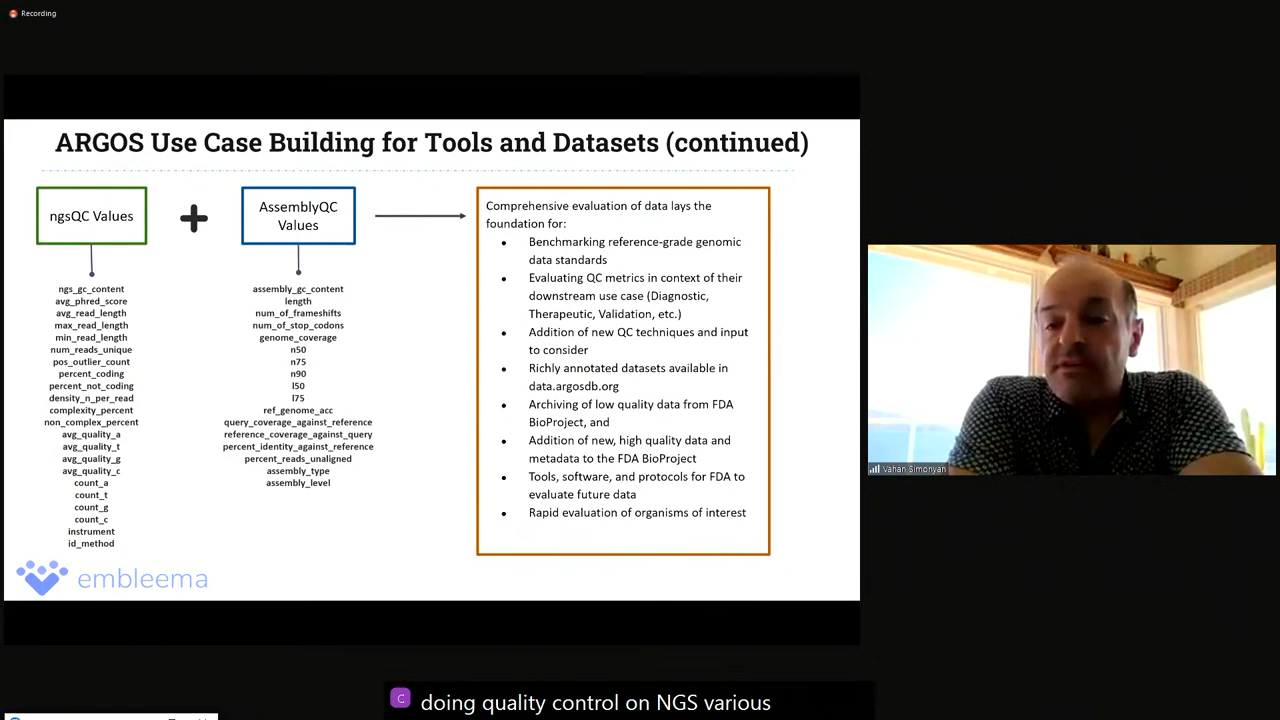 Recording
ARGOS Use Case Building for Tools and Datasets (continued)
ngsQC Values
AssemblyQC
Values
ngs_gc_content
avg_phred_score
avg_read_length
max_read_length
min_read_length
num_reads_unique
pos_outlier_count
percent_coding
percent_not_coding
density_n_per_read
complexity_percent
non_complex_percent
avg_quality_a
avg_quality_t
avg_quality_g
avg_quality_c
count_a
count_t
count_g
count_c
instrument
id_method
assembly_gc_content
length
num_of_frameshifts
num_of_stop_codons
genome_coverage
n50
n75
n90
l50
l75
ref_genome_acc
query_coverage_against_reference
reference_coverage_against_query
percent_identity_against_reference
percent_reads_unaligned
assembly_type
assembly_level
Comprehensive evaluation of data lays the
foundation for:
• Benchmarking reference-grade genomic
data standards
• Evaluating QC metrics in context of their
downstream use case (Diagnostic,
Therapeutic, Validation, etc.)
• Addition of new QC techniques and input
to consider
• Richly annotated datasets available in
data.argosdb.org
• Archiving of low quality data from FDA
BioProject, and
• Addition of new, high quality data and
metadata to the FDA BioProject
• Tools, software, and protocols for FDA to
evaluate future data
• Rapid evaluation of organisms of interest
embleema
Vahan Simonyan
C
doing quality control on NGS various